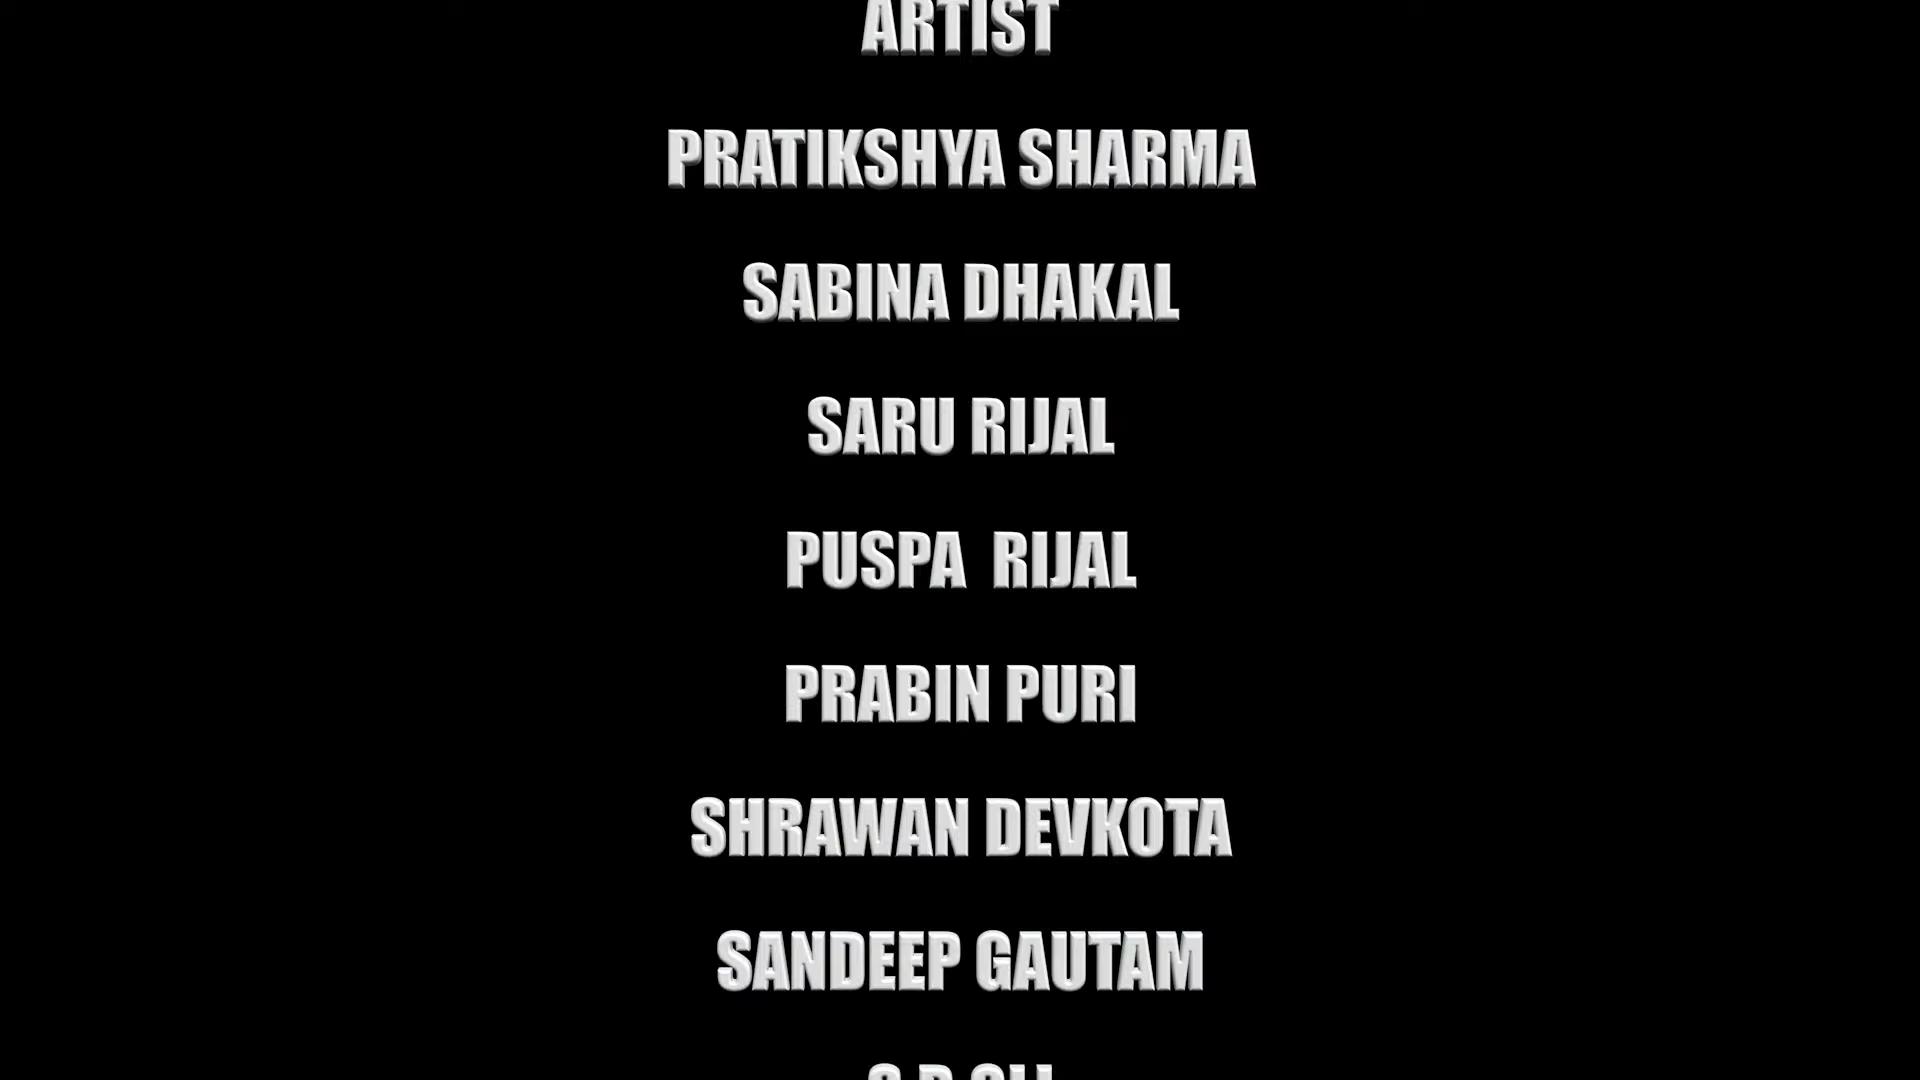 ARTIST
PRATIKSHYA SHARMA
SABINA DHAKAL
SARU RIJAL
PUSPA  RIJAL
PRABIN PURI
SHRAWAN DEVKOTA
SANDEEP GAUTAM